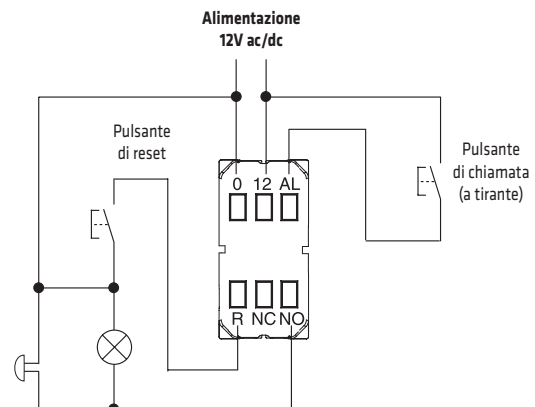 Alimentazione
12V ac/dc
Pulsante
di reset
Pulsante
di chiamata
(a tirante)
0 12 AL
R NC NO